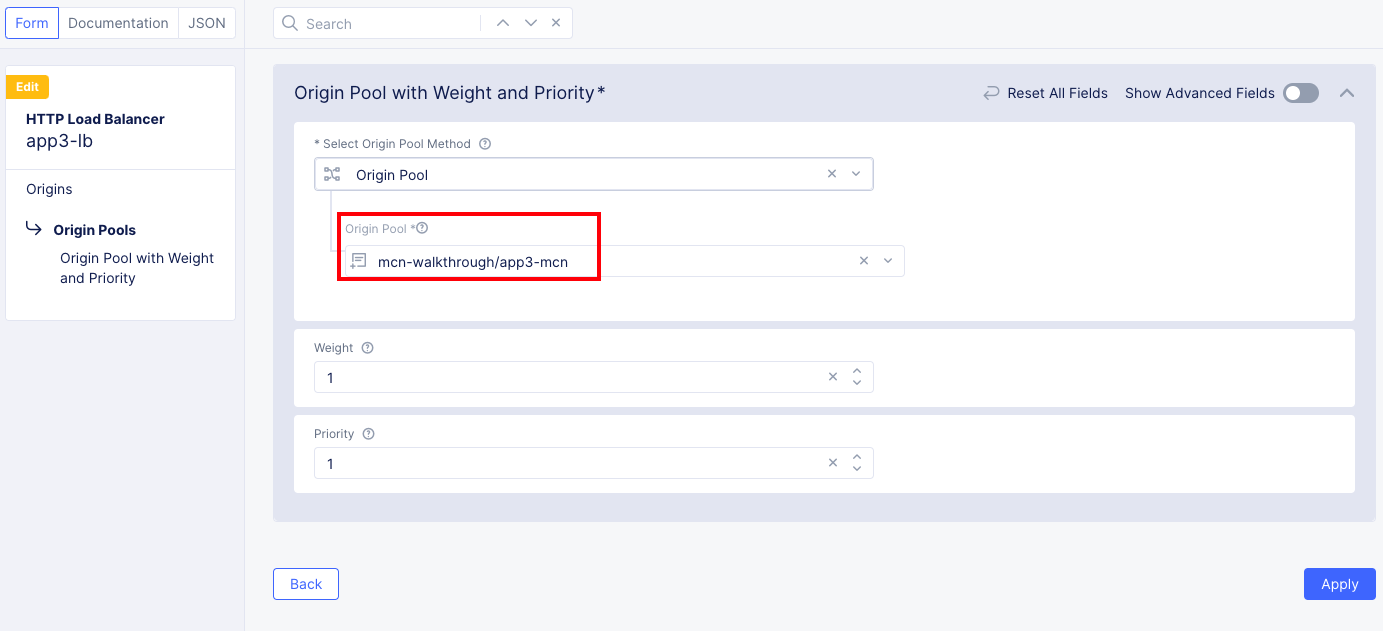 Form
Documentation
JSON
Search
Edit
HTTP Load Balancer
app3-lb
Origins
Origin Pools
Origin Pool with Weight
and Priority
Origin Pool with Weight and Priority*
Reset All Fields
Show Advanced Fields
* Select Origin Pool Method
Origin Pool
Origin Pool *
mcn-walkthrough/app3-mcn
Weight
1
Priority
1
Back
Apply